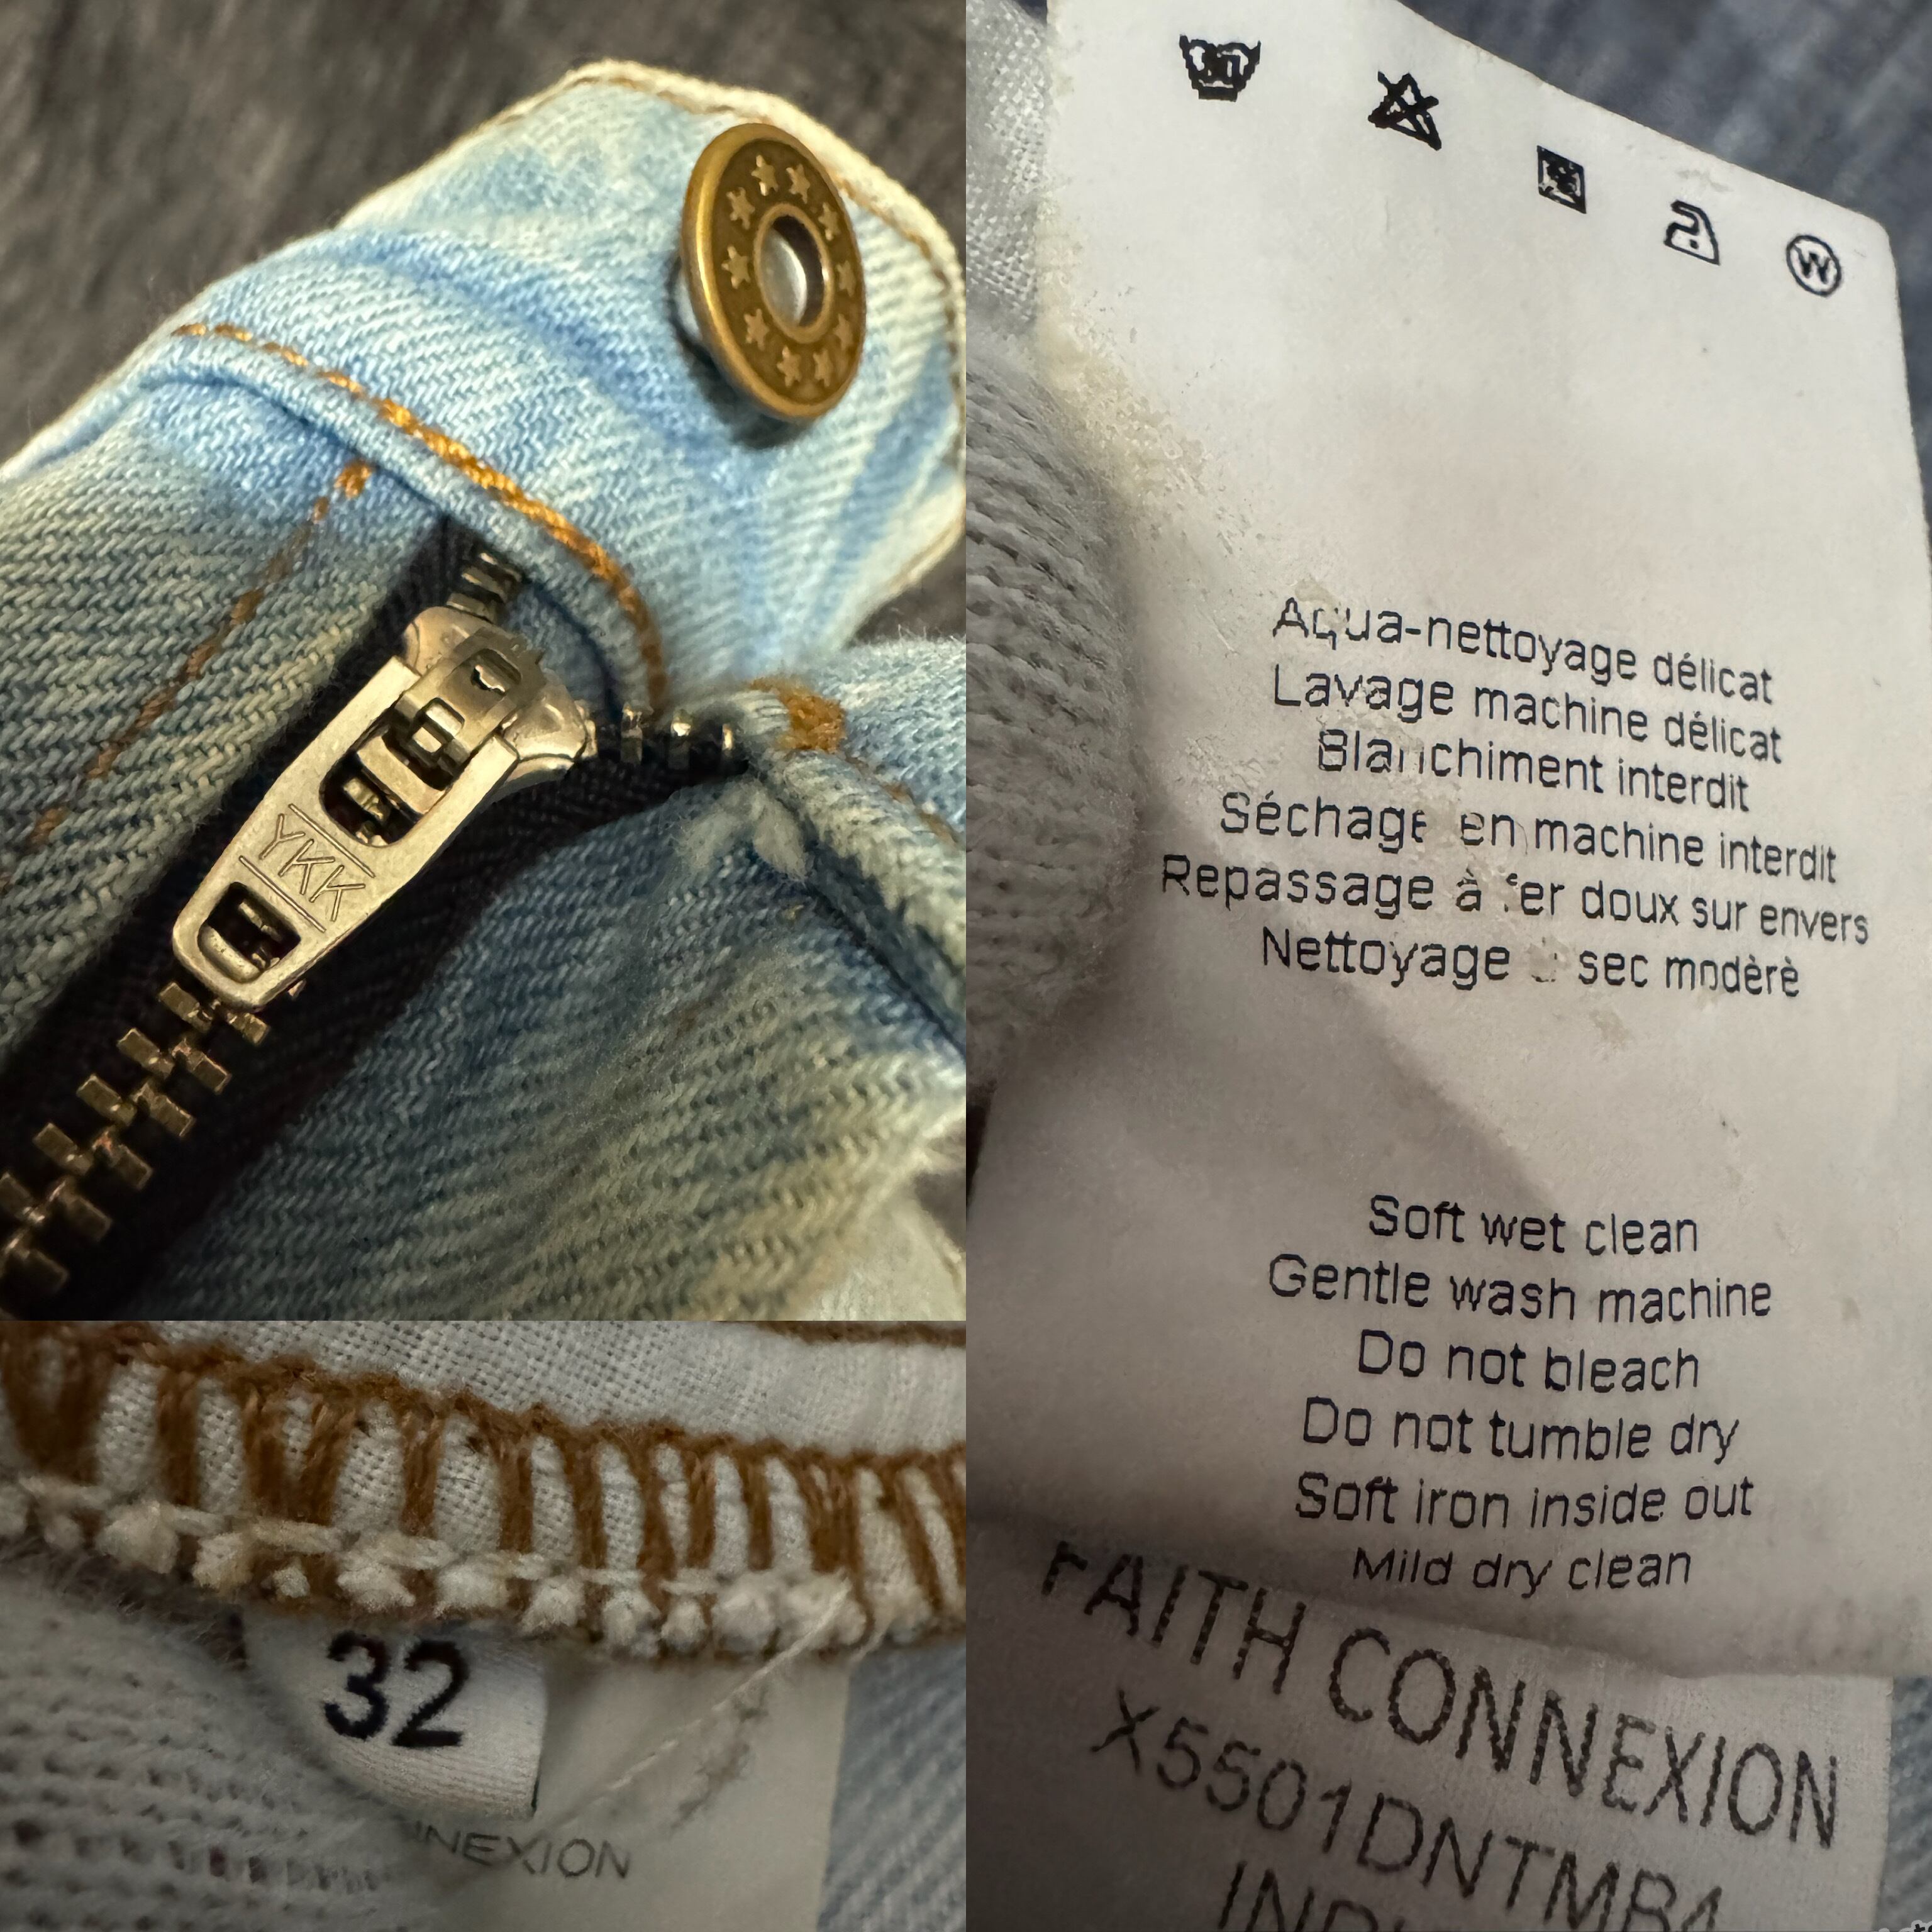 YKK
32
NNEXION
W
Aqua-nettoyage délicat
Lavage machine délicat
Blanchiment interdit
Séchage en machine interdit
Repassage à fer doux sur envers
Nettoyage sec modèrè
Soft wet clean
Gentle wash machine
Do not bleach
Do not tumble dry
Soft iron inside out
Mild dry clean
FAITH CONNEXION
X5501DNTMB4